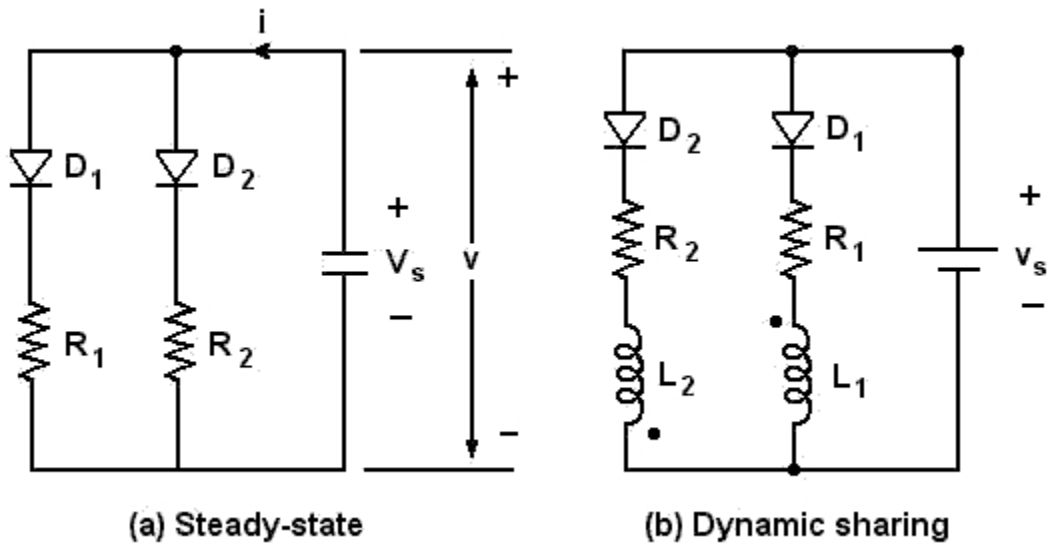 i
+
D₁
D₂
+
Vₛ
−
v
R₁
R₂
−
(a) Steady-state
D₂
D₁
R₂
R₁
+
vₛ
−
L₂
L₁
(b) Dynamic sharing